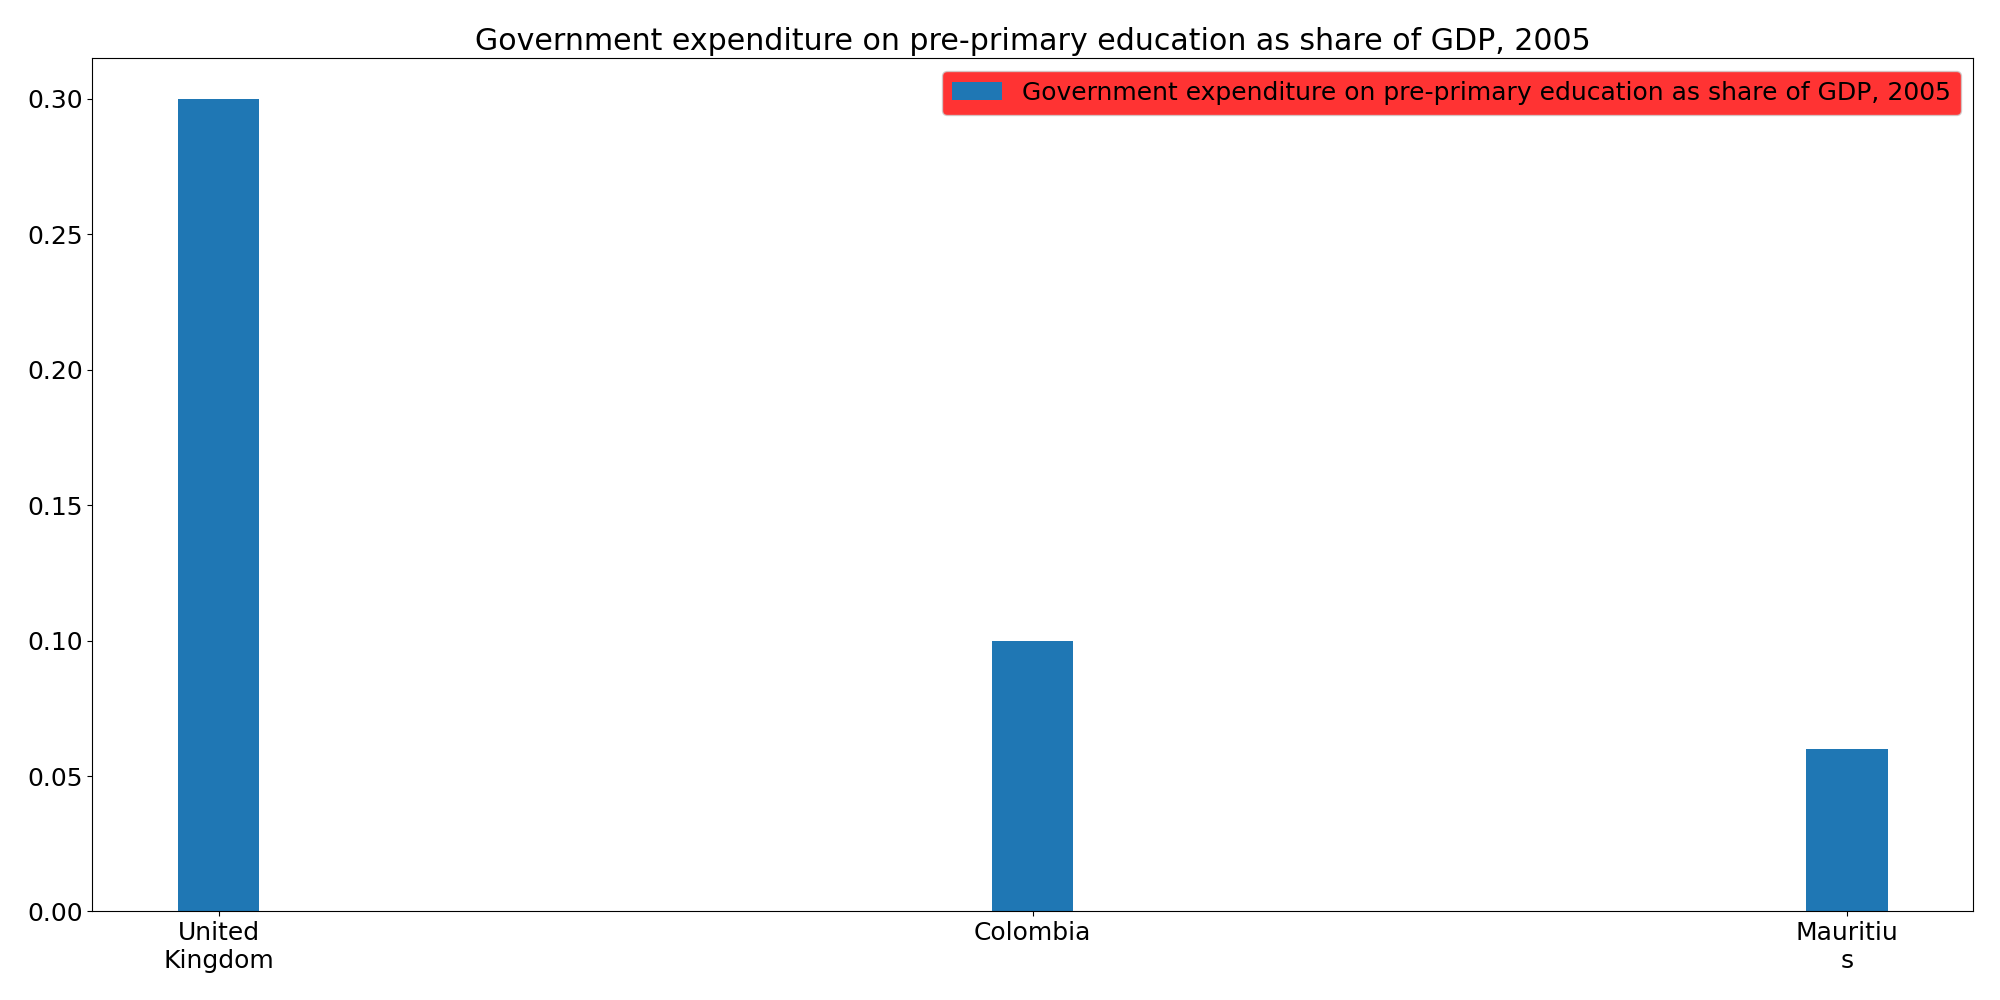 Government expenditure on pre-primary education as share of GDP, 2005
Government expenditure on pre-primary education as share of GDP, 2005
0.30
0.25
0.20
0.15
0.10
0.05
0.00
United
Kingdom
Colombia
Mauritiu
s